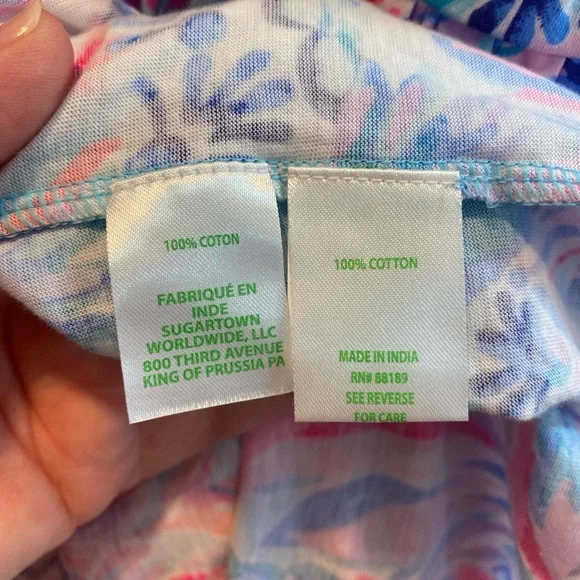 100% COTON
FABRIQUÉ EN
INDE
SUGARTOWN
WORLDWIDE, LLC
800 THIRD AVENUE
KING OF PRUSSIA PA
100% COTTON
MADE IN INDIA
RN# 88189
SEE REVERSE
FOR CARE